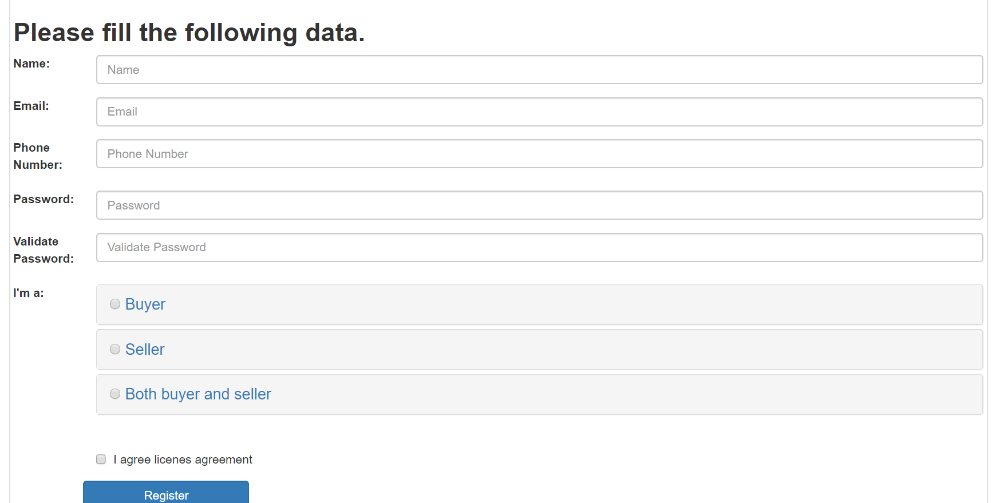 Please fill the following data.
Name:
Name
Email:
Email
Phone
Number:
Phone Number
Password:
Password
Validate
Password:
Validate Password
I'm a:
Buyer
Seller
Both buyer and seller
I agree licenes agreement
Register